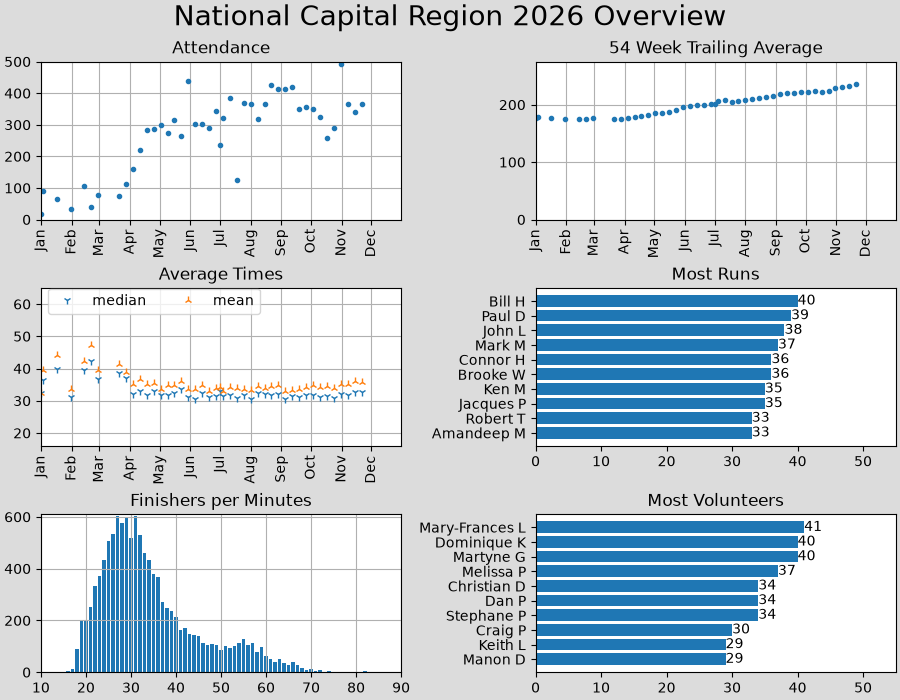 National Capital Region 2026 Overview
Attendance
500
400
300
200
100
0
Jan Feb Mar Apr May Jun Jul Aug Sep Oct Nov Dec
54 Week Trailing Average
200
100
0
Jan Feb Mar Apr May Jun Jul Aug Sep Oct Nov Dec
Average Times
median mean
60
50
40
30
20
Jan Feb Mar Apr May Jun Jul Aug Sep Oct Nov Dec
Most Runs
Bill H 40
Paul D 39
John L 38
Mark M 37
Connor H 36
Brooke W 36
Ken M 35
Jacques P 35
Robert T 33
Amandeep M 33
0 10 20 30 40 50
Finishers per Minutes
600
400
200
0
10 20 30 40 50 60 70 80 90
Most Volunteers
Mary-Frances L 41
Dominique K 40
Martyne G 40
Melissa P 37
Christian D 34
Dan P 34
Stephane P 34
Craig P 30
Keith L 29
Manon D 29
0 10 20 30 40 50